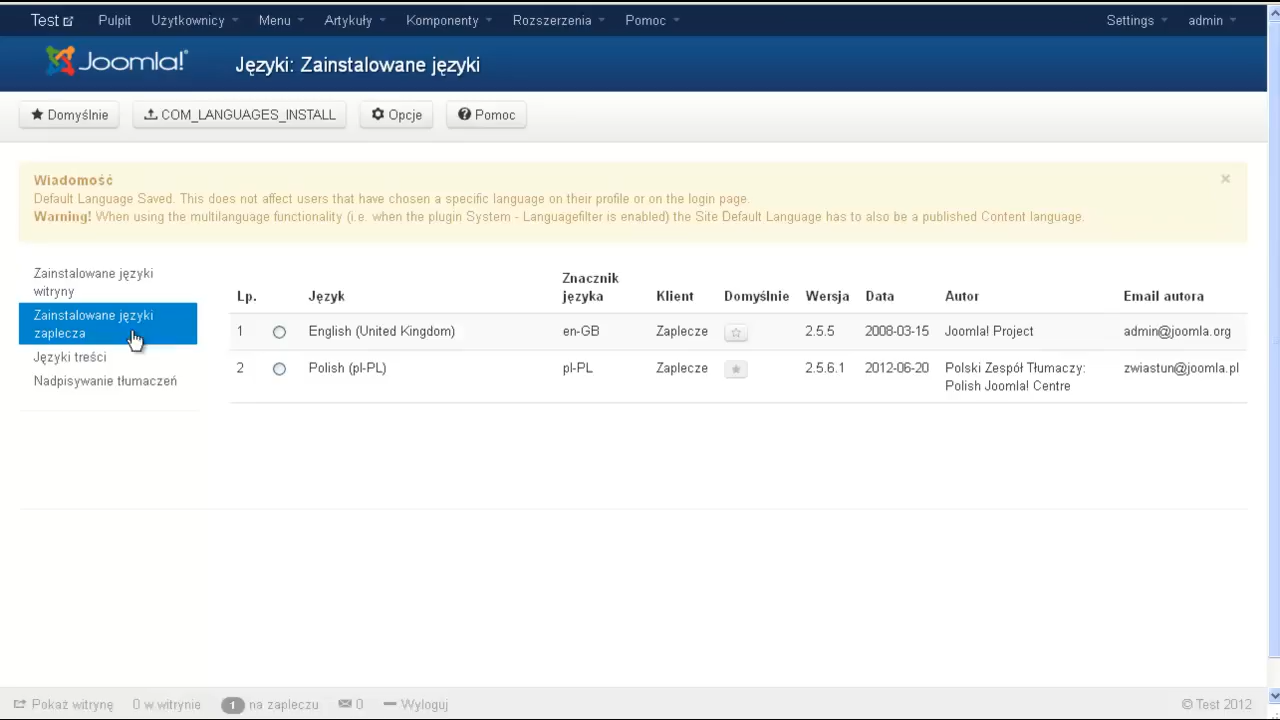 Test Pulpit Użytkownicy Menu Artykuły Komponenty Rozszerzenia Pomoc Settings admin
Joomla!® Języki: Zainstalowane języki
Domyślnie COM_LANGUAGES_INSTALL Opcje Pomoc
Wiadomość ×
Default Language Saved. This does not affect users that have chosen a specific language on their profile or on the login page.
Warning! When using the multilanguage functionality (i.e. when the plugin System - Languagefilter is enabled) the Site Default Language has to also be a published Content language.
Zainstalowane języki
witryny
Zainstalowane języki
zaplecza
Języki treści
Nadpisywanie tłumaczeń
Lp. Język Znacznik języka Klient Domyślnie Wersja Data Autor Email autora
1 English (United Kingdom) en-GB Zaplecze 2.5.5 2008-03-15 Joomla! Project admin@joomla.org
2 Polish (pl-PL) pl-PL Zaplecze 2.5.6.1 2012-06-20 Polski Zespół Tłumaczy: zwiastun@joomla.pl
Polish Joomla! Centre
Pokaż witrynę 0 w witrynie 1 na zapleczu 0 Wyloguj © Test 2012